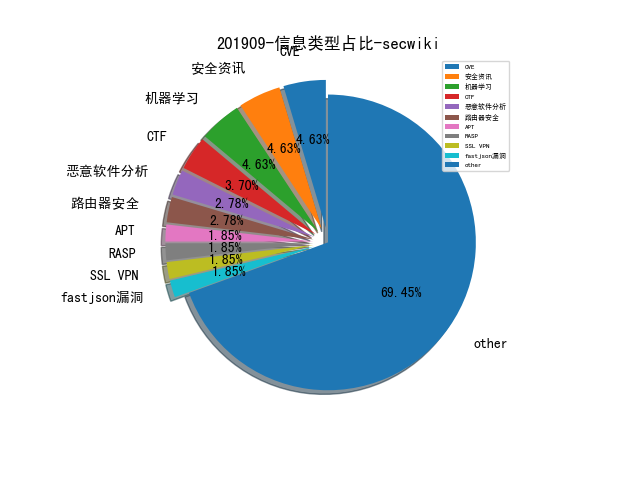 201909-信息类型占比-secwiki
CVE
安全资讯
机器学习
CTF
恶意软件分析
路由器安全
APT
RASP
SSL VPN
fastjson漏洞
other
4.63%
4.63%
4.63%
3.70%
2.78%
2.78%
1.85%
1.85%
1.85%
1.85%
69.45%
CVE
安全资讯
机器学习
CTF
恶意软件分析
路由器安全
APT
RASP
SSL VPN
fastjson漏洞
other